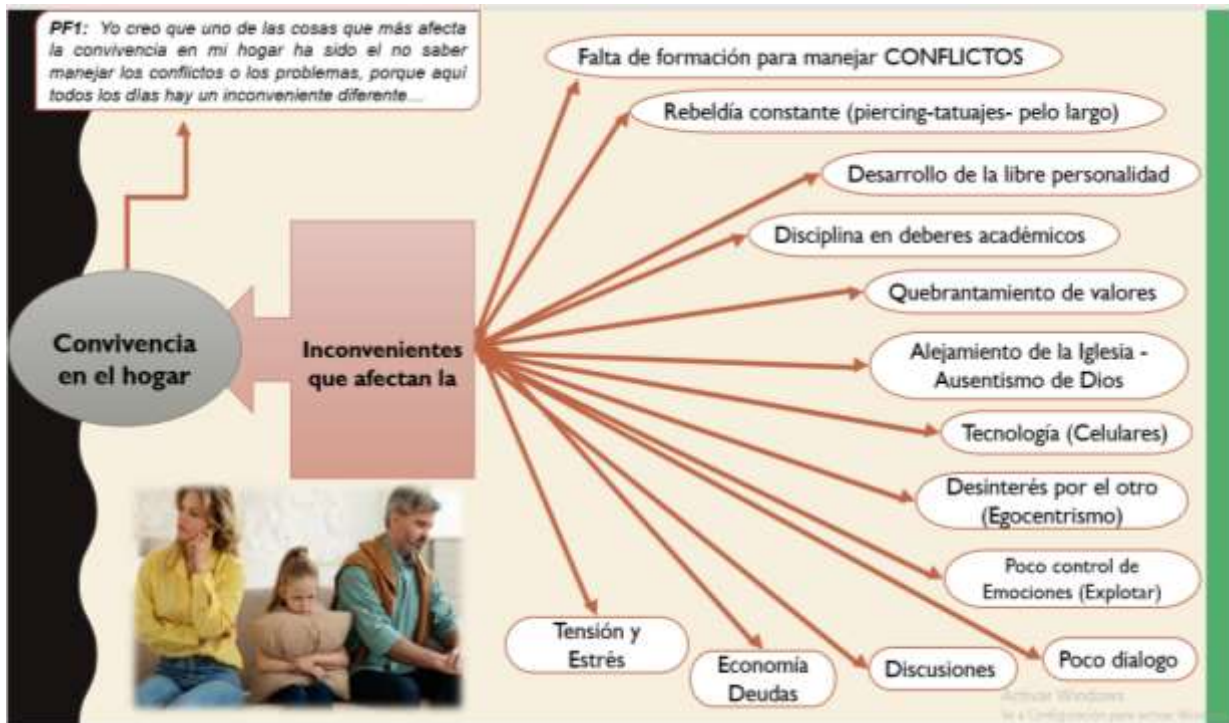 PF1: Yo creo que uno de las cosas que más afecta
la convivencia en mi hogar ha sido el no saber
manejar los conflictos o los problemas, porque aquí
todos los días hay un inconveniente diferente...
Falta de formación para manejar CONFLICTOS
Rebeldía constante (piercing-tatuajes- pelo largo)
Desarrollo de la libre personalidad
Disciplina en deberes académicos
Quebrantamiento de valores
Convivencia
en el hogar
Inconvenientes
que afectan la
Alejamiento de la Iglesia -
Ausentismo de Dios
Tecnología (Celulares)
Desinterés por el otro
(Egocentrismo)
Poco control de
Emociones (Explotar)
Tensión y
Estrés
Economía
Deudas
Discusiones
Poco dialogo
Activar Windows
Ve a Configuración para activar